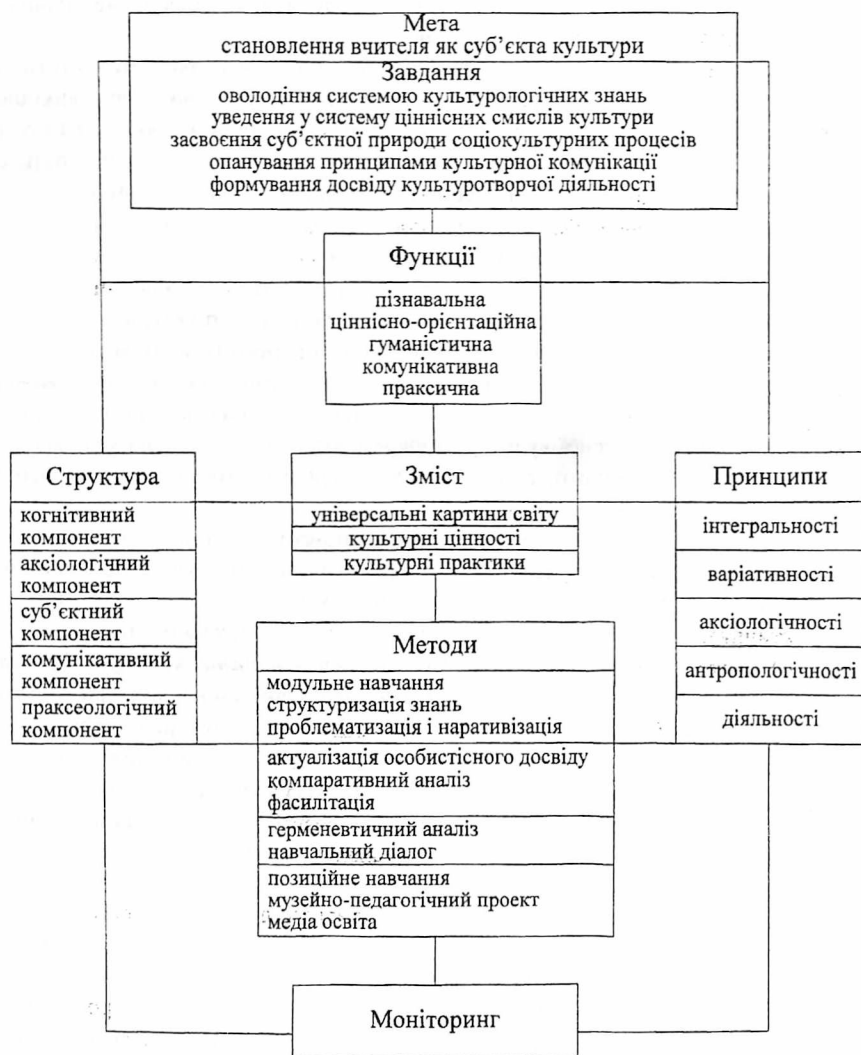 Мета
становлення вчителя як суб’єкта культури
Завдання
оволодіння системою культурологічних знань
уведення у систему ціннісних смислів культури
засвоєння суб’єктної природи соціокультурних процесів
опанування принципами культурної комунікації
формування досвіду культуротворчої діяльності
Функції
пізнавальна
ціннісно-орієнтаційна
гуманістична
комунікативна
праксична
Структура
когнітивний
компонент
аксіологічний
компонент
суб’єктний
компонент
комунікативний
компонент
праксеологічний
компонент
Зміст
універсальні картини світу
культурні цінності
культурні практики
Принципи
інтегральності
варіативності
аксіологічності
антропологічності
діяльності
Методи
модульне навчання
структуризація знань
проблематизація і наративізація
актуалізація особистісного досвіду
компаративний аналіз
фасилітація
герменевтичний аналіз
навчальний діалог
позиційне навчання
музейно-педагогічний проект
медіа освіта
Моніторинг